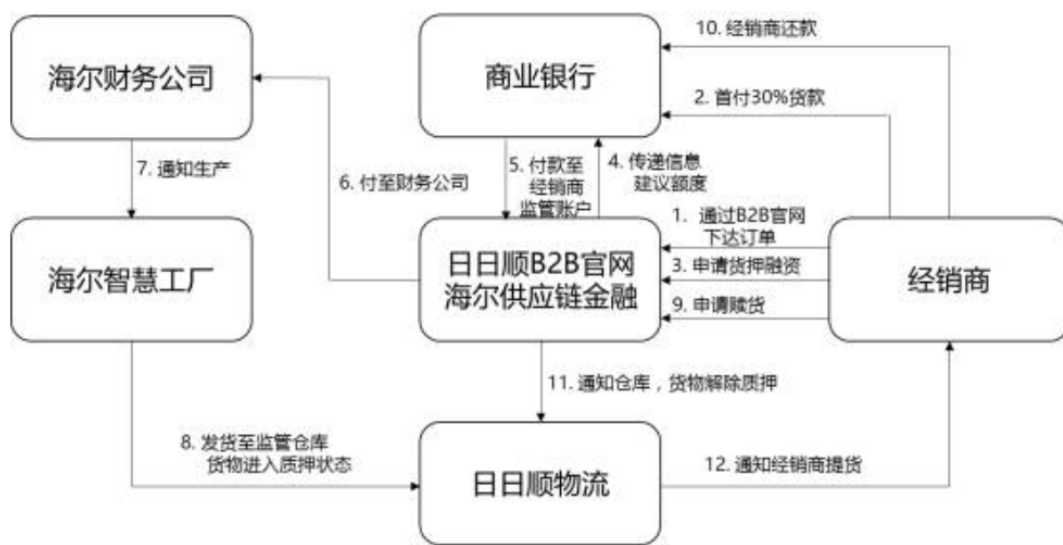 10. 经销商还款
海尔财务公司
商业银行
2. 首付30%货款
7. 通知生产
6. 付至财务公司
5. 付款至
经销商
监管账户
4. 传递信息
建议额度
1. 通过B2B官网
下达订单
海尔智慧工厂
日日顺B2B官网
海尔供应链金融
3. 申请货押融资
9. 申请赎货
经销商
11. 通知仓库，货物解除质押
8. 发货至监管仓库
货物进入质押状态
日日顺物流
12. 通知经销商提货